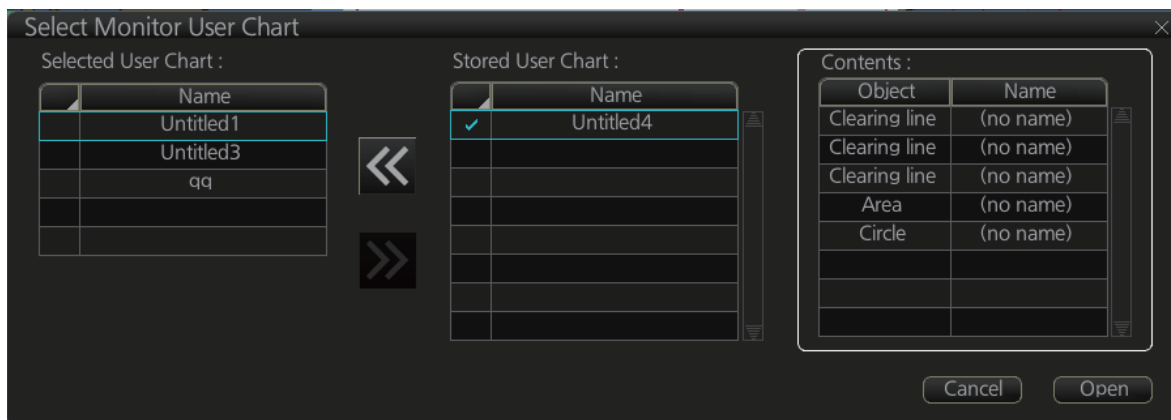 Select Monitor User Chart
Selected User Chart :
Name
Untitled1
Untitled3
qq
Stored User Chart :
Name
Untitled4
Contents :
Object Name
Clearing line (no name)
Clearing line (no name)
Clearing line (no name)
Area (no name)
Circle (no name)
Cancel Open